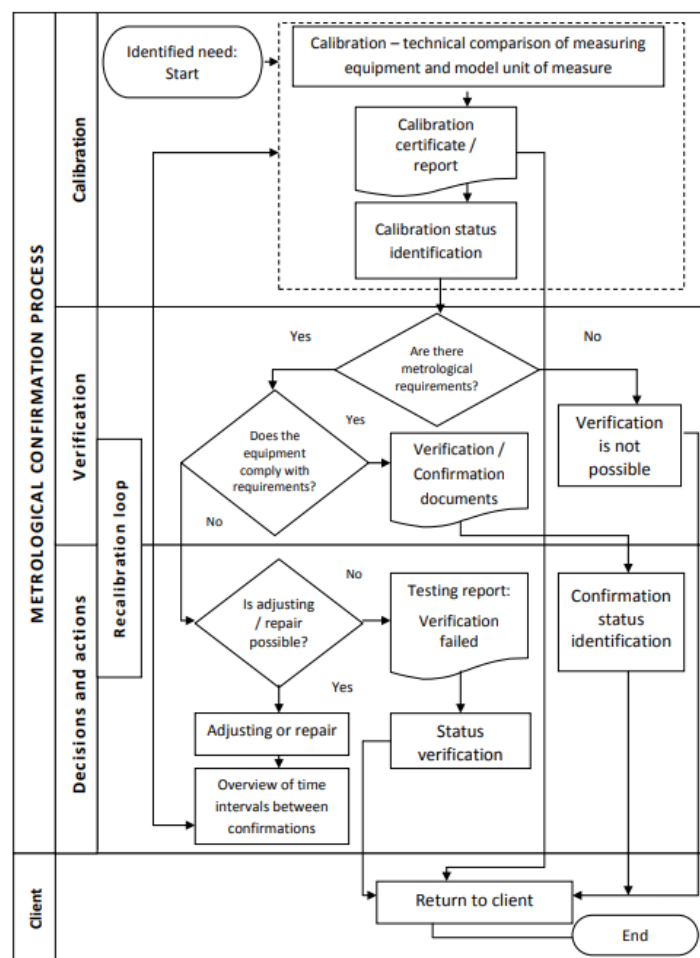 METROLOGICAL CONFIRMATION PROCESS
Calibration
Identified need:
Start
Calibration – technical comparison of measuring
equipment and model unit of measure
Calibration
certificate /
report
Calibration status
identification
Verification
Recalibration loop
Yes
Are there
metrological
requirements?
No
Does the
equipment
comply with
requirements?
Yes
Verification /
Confirmation
documents
Verification
is not
possible
No
Decisions and actions
Is adjusting
/ repair
possible?
No
Testing report:
Verification
failed
Confirmation
status
identification
Yes
Adjusting or repair
Status
verification
Overview of time
intervals between
confirmations
Client
Return to client
End